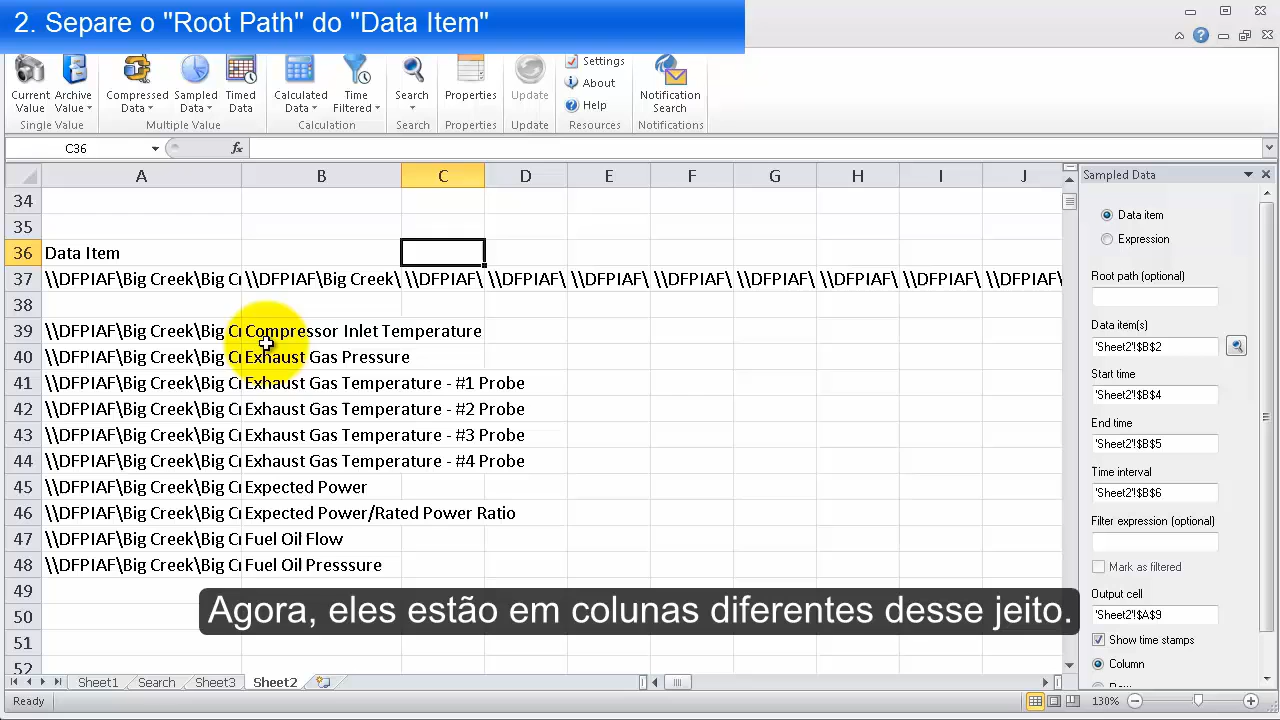 2. Separe o "Root Path" do "Data Item"
Current Value
Archive Value
Compressed Data
Sampled Data
Timed Data
Calculated Data
Time Filtered
Search
Properties
Update
Settings
About
Help
Notification Search
Single Value
Multiple Value
Calculation
Search
Properties
Update
Resources
Notifications
C36 fx
A B C D E F G H I J
34
35
36 Data Item
37 \\DFPIAF\Big Creek\Big Cr \\DFPIAF\Big Creek\ \\DFPIAF\ \\DFPIAF\ \\DFPIAF\ \\DFPIAF\ \\DFPIAF\ \\DFPIAF\ \\DFPIAF\ \\DFPIAF\
38
39 \\DFPIAF\Big Creek\Big Cr Compressor Inlet Temperature
40 \\DFPIAF\Big Creek\Big Cr Exhaust Gas Pressure
41 \\DFPIAF\Big Creek\Big Cr Exhaust Gas Temperature - #1 Probe
42 \\DFPIAF\Big Creek\Big Cr Exhaust Gas Temperature - #2 Probe
43 \\DFPIAF\Big Creek\Big Cr Exhaust Gas Temperature - #3 Probe
44 \\DFPIAF\Big Creek\Big Cr Exhaust Gas Temperature - #4 Probe
45 \\DFPIAF\Big Creek\Big Cr Expected Power
46 \\DFPIAF\Big Creek\Big Cr Expected Power/Rated Power Ratio
47 \\DFPIAF\Big Creek\Big Cr Fuel Oil Flow
48 \\DFPIAF\Big Creek\Big Cr Fuel Oil Presssure
49
50
51
52
Agora, eles estão em colunas diferentes desse jeito.
Sampled Data
Data item
Expression
Root path (optional)
Data item(s)
'Sheet2'!$B$2
Start time
'Sheet2'!$B$4
End time
'Sheet2'!$B$5
Time interval
'Sheet2'!$B$6
Filter expression (optional)
Mark as filtered
Output cell
'Sheet2'!$A$9
Show time stamps
Column
Sheet1 Search Sheet3 Sheet2
Ready
130%